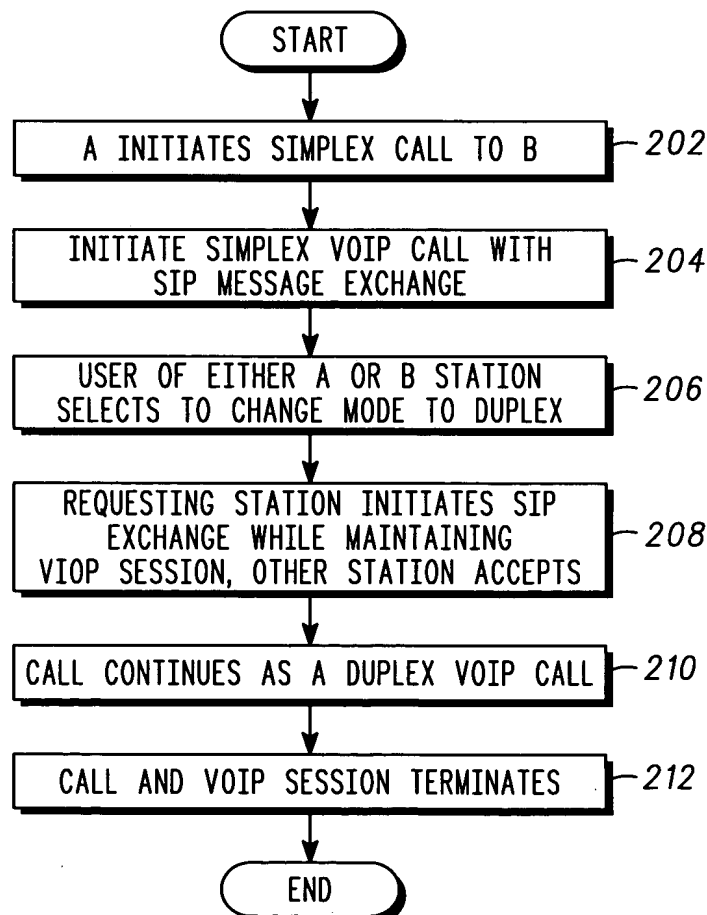 START
A INITIATES SIMPLEX CALL TO B
202
INITIATE SIMPLEX VOIP CALL WITH
SIP MESSAGE EXCHANGE
204
USER OF EITHER A OR B STATION
SELECTS TO CHANGE MODE TO DUPLEX
206
REQUESTING STATION INITIATES SIP
EXCHANGE WHILE MAINTAINING
VIOP SESSION, OTHER STATION ACCEPTS
208
CALL CONTINUES AS A DUPLEX VOIP CALL
210
CALL AND VOIP SESSION TERMINATES
212
END